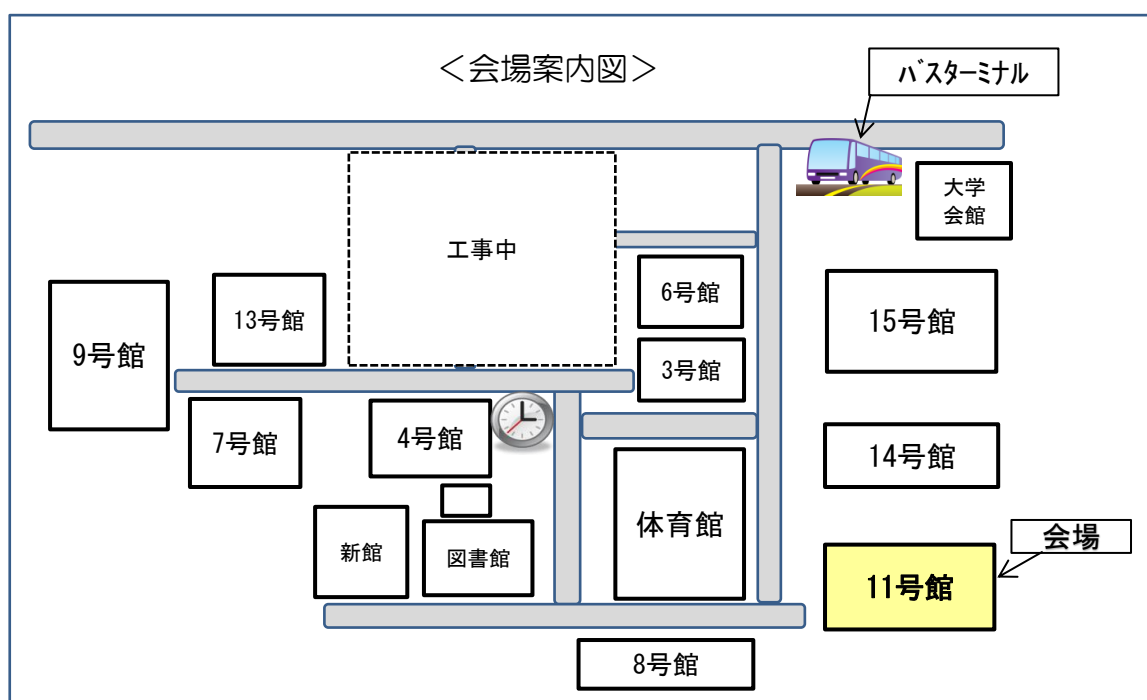 ＜会場案内図＞
バスターミナル
大学
会館
工事中
6号館
15号館
13号館
9号館
3号館
7号館
4号館
14号館
体育館
新館
図書館
会場
11号館
8号館